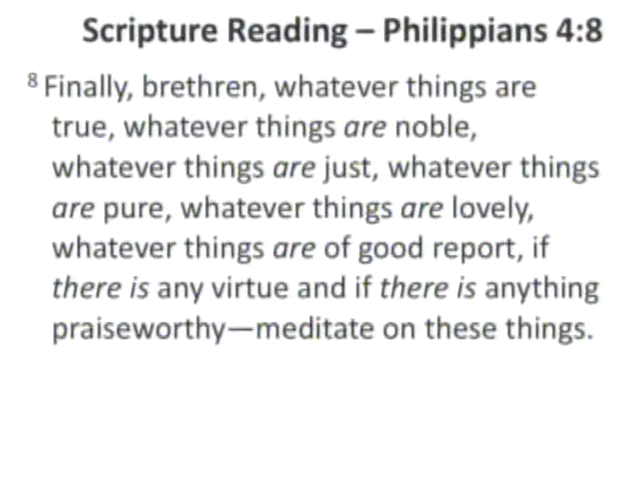 Scripture Reading – Philippians 4:8
8 Finally, brethren, whatever things are
true, whatever things are noble,
whatever things are just, whatever things
are pure, whatever things are lovely,
whatever things are of good report, if
there is any virtue and if there is anything
praiseworthy—meditate on these things.